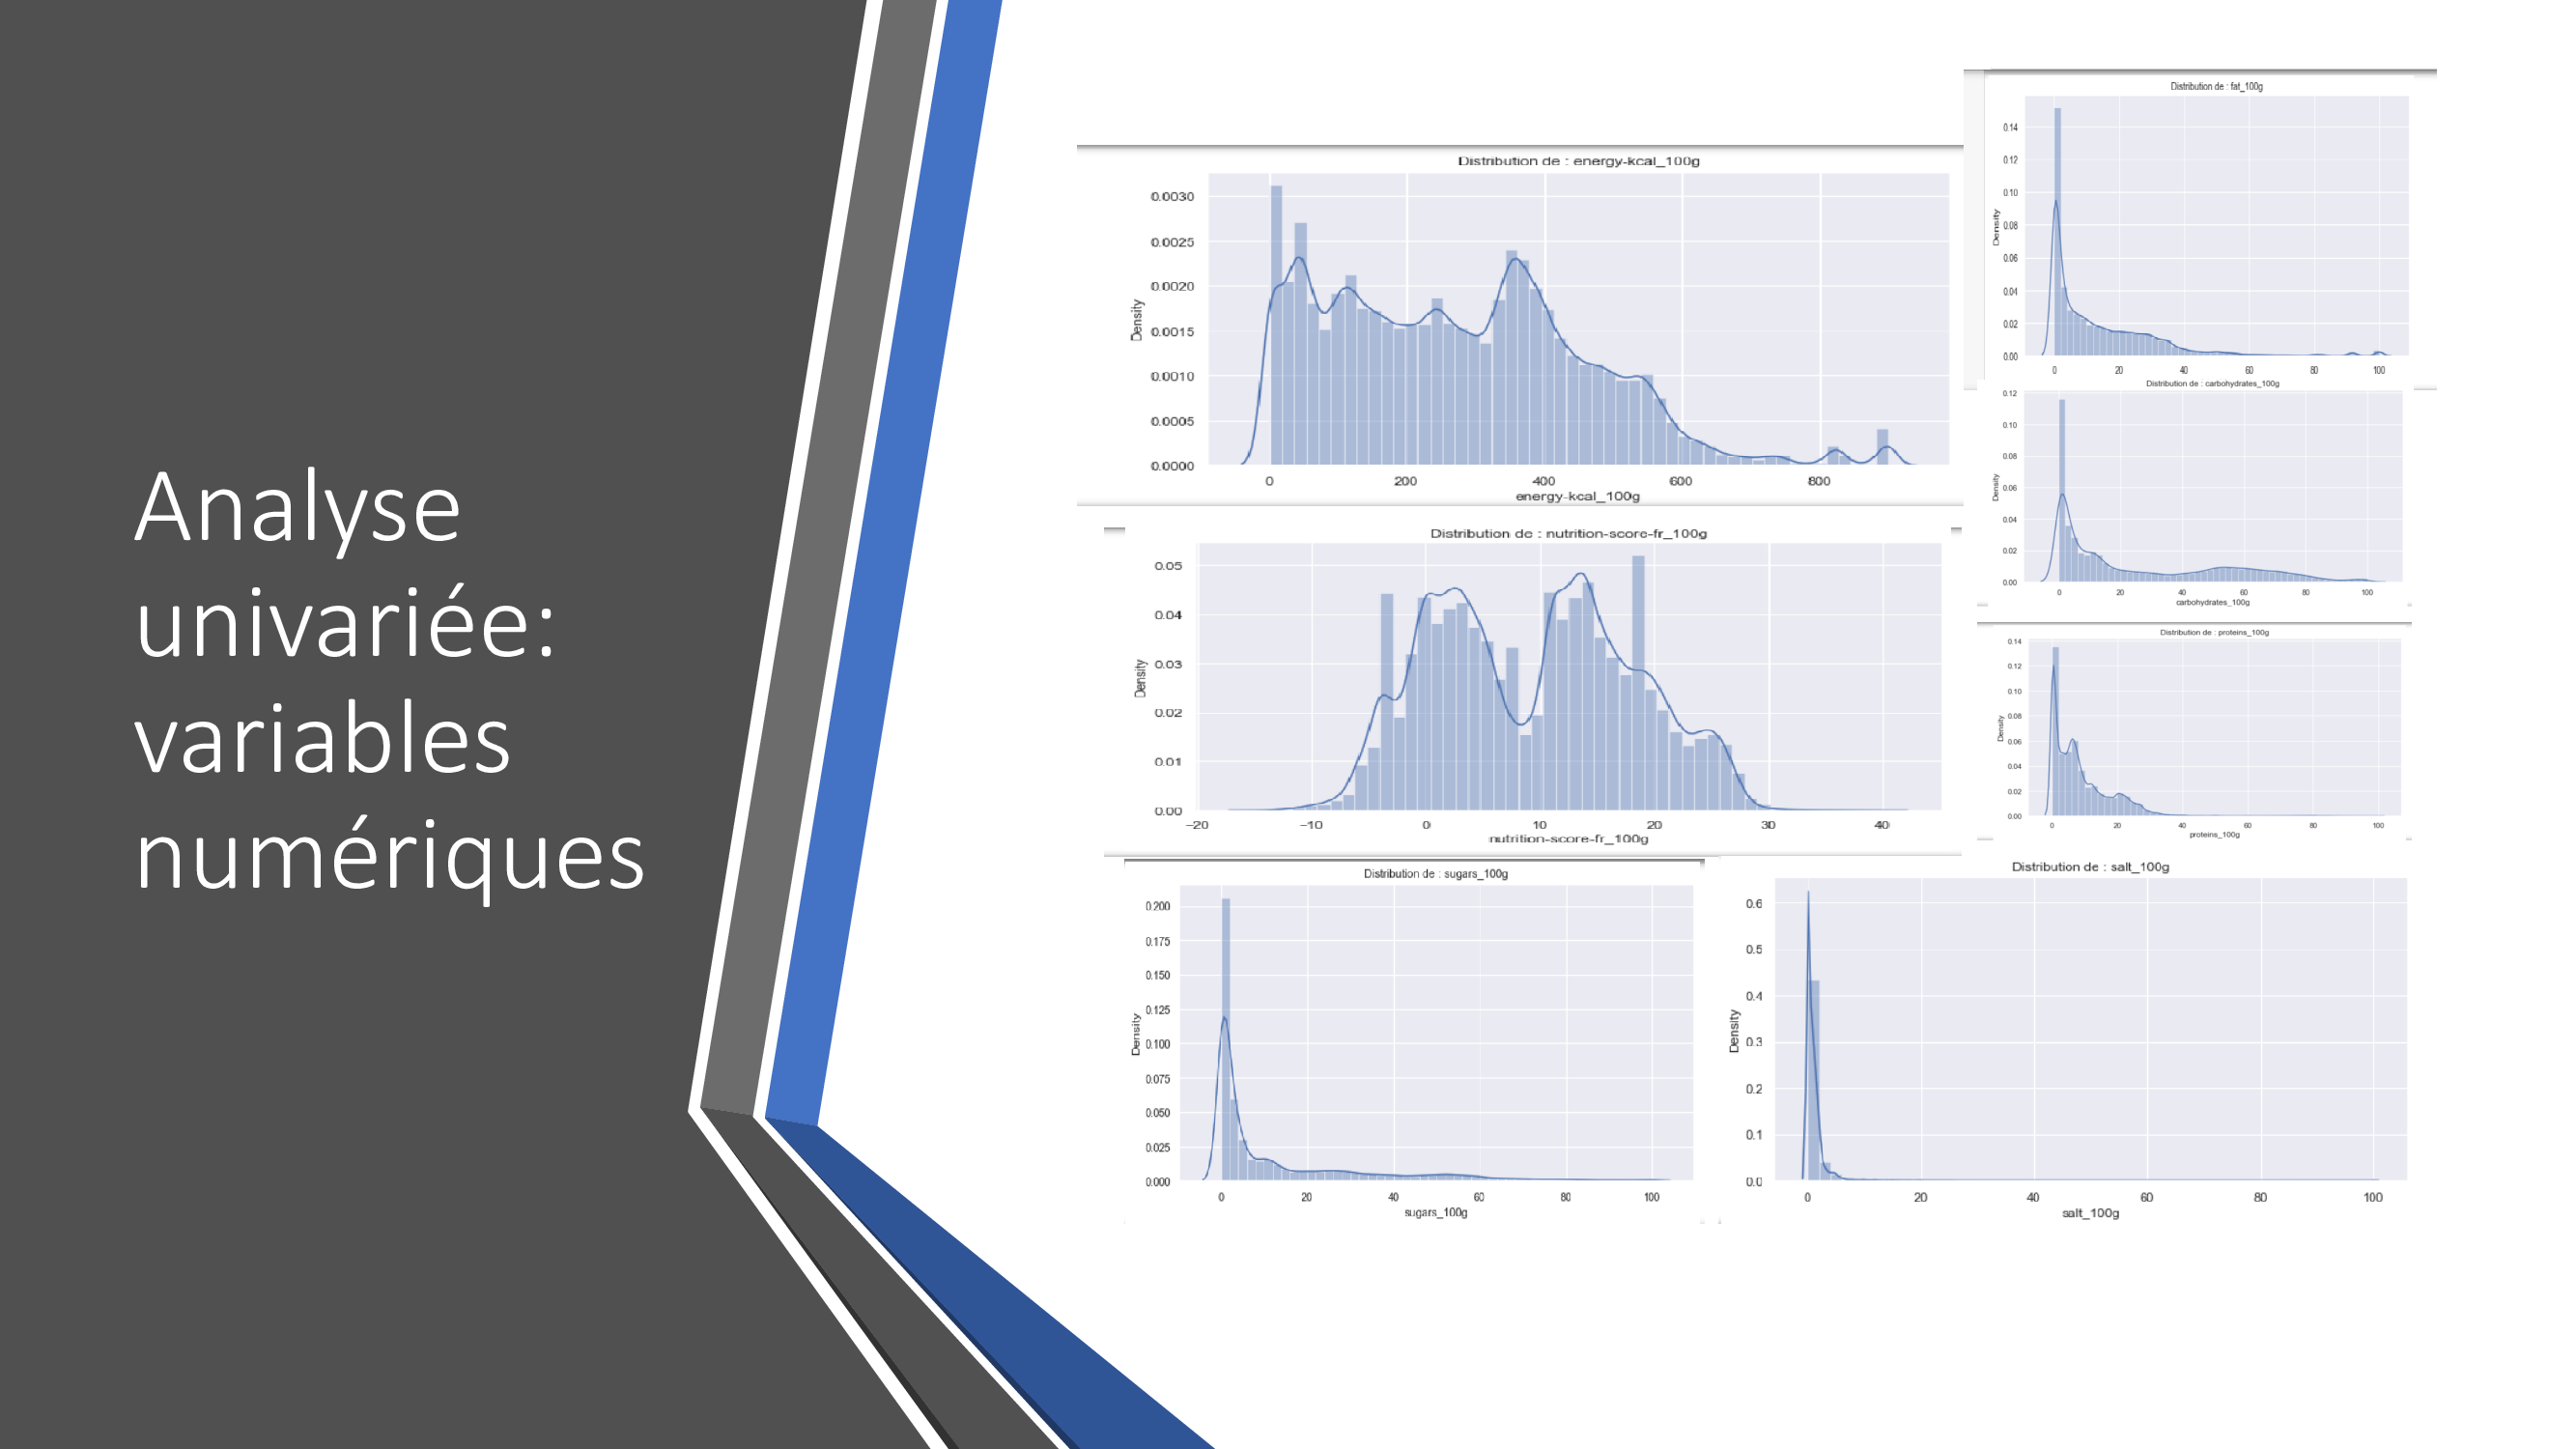 Analyse
univariée:
variables
numériques
Distribution de : energy-kcal_100g
Density
0.0030
0.0025
0.0020
0.0015
0.0010
0.0005
0.0000
0 200 400 600 800
energy-kcal_100g
Distribution de : nutrition-score-fr_100g
Density
0.05
0.04
0.03
0.02
0.01
0.00
−20 −10 0 10 20 30 40
nutrition-score-fr_100g
Distribution de : sugars_100g
Density
0.200
0.175
0.150
0.125
0.100
0.075
0.050
0.025
0.000
0 20 40 60 80 100
sugars_100g
Distribution de : fat_100g
Density
0.14
0.12
0.10
0.08
0.06
0.04
0.02
0.00
0 20 40 60 80 100
Distribution de : carbohydrates_100g
Density
0.12
0.10
0.08
0.06
0.04
0.02
0.00
0 20 40 60 80 100
carbohydrates_100g
Distribution de : proteins_100g
Density
0.14
0.12
0.10
0.08
0.06
0.04
0.02
0.00
0 20 40 60 80 100
proteins_100g
Distribution de : salt_100g
Density
0.6
0.5
0.4
0.3
0.2
0.1
0.0
0 20 40 60 80 100
salt_100g